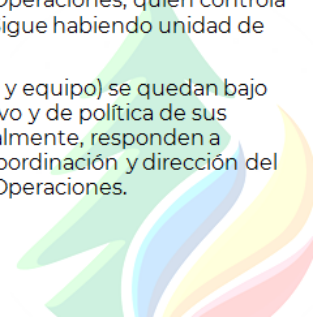 Operaciones, quien controla
sigue habiendo unidad de
y equipo) se quedan bajo
vo y de política de sus
almente, responden a
oordinación y dirección del
Operaciones.